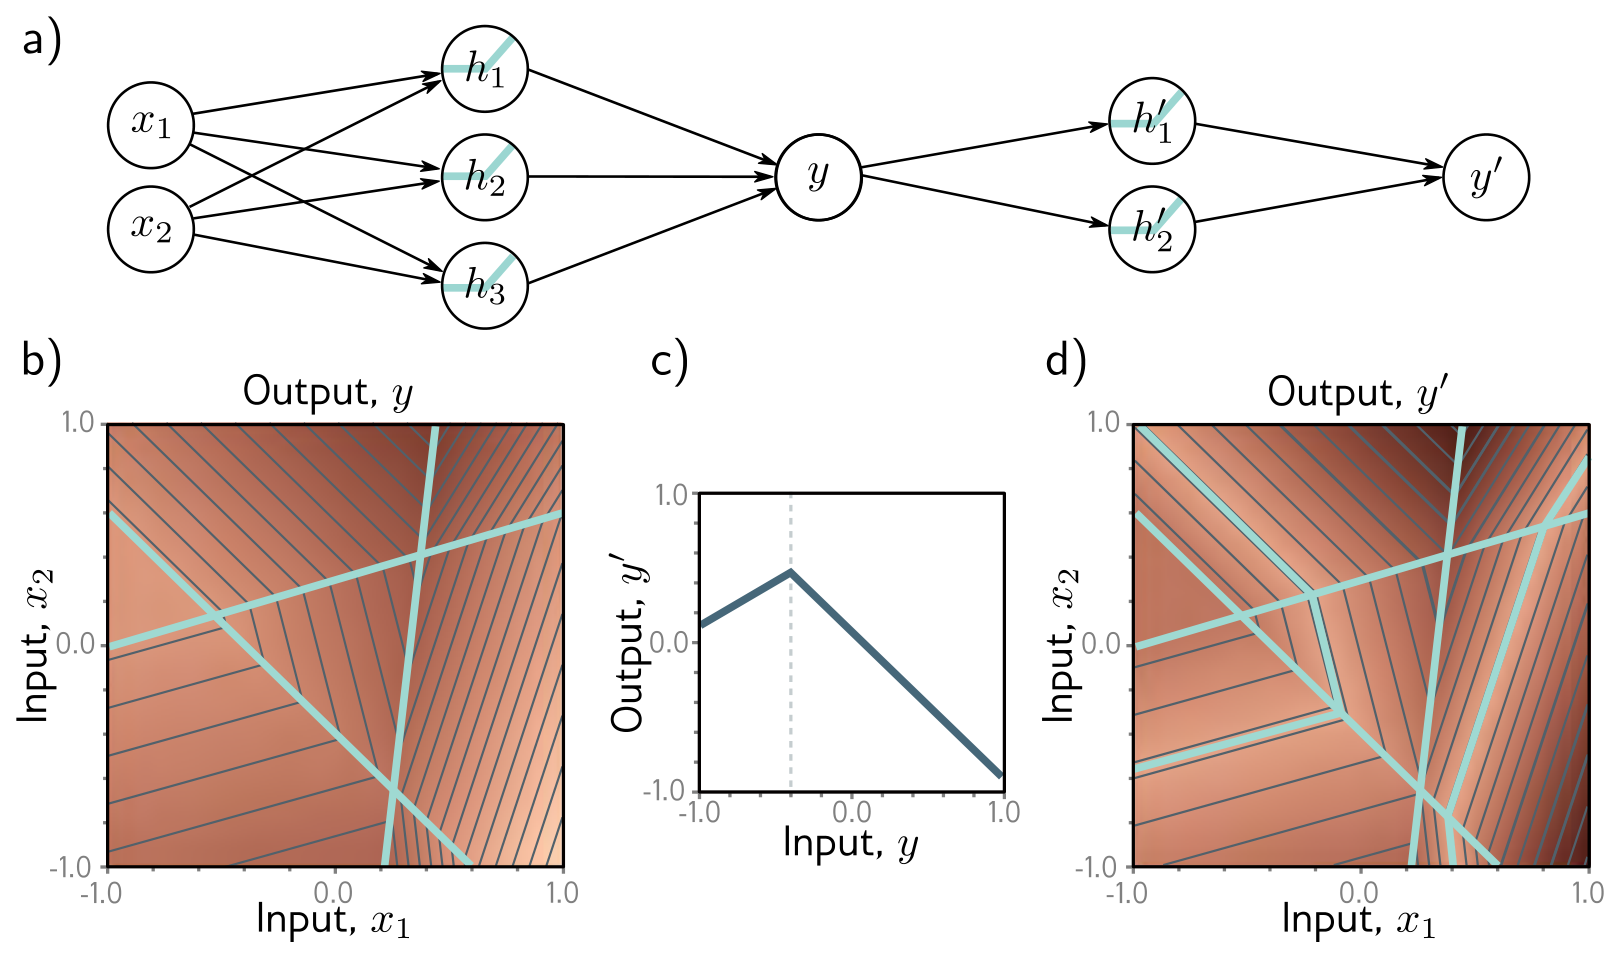 a)
x₁
x₂
h₁
h₂
h₃
y
h′₁
h′₂
y′
b)
Output, y
1.0
0.0
-1.0
Input, x₂
-1.0 0.0 1.0
Input, x₁
c)
1.0
0.0
-1.0
Output, y′
-1.0 0.0 1.0
Input, y
d)
Output, y′
1.0
0.0
-1.0
Input, x₂
-1.0 0.0 1.0
Input, x₁